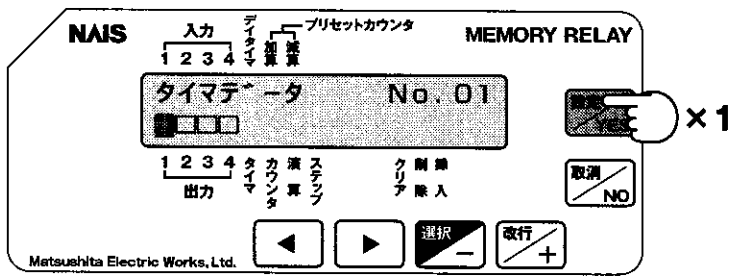 NAIS
入力
1 2 3 4
デイタイマ
加算
減算
プリセットカウンタ
MEMORY RELAY
タイマデータ No. 01
1 2 3 4
出力
タイマ
カウンタ
演算
ステップ
クリア
削除
挿入
YES
×1
取消
NO
選択
−
改行
+
Matsushita Electric Works, Ltd.